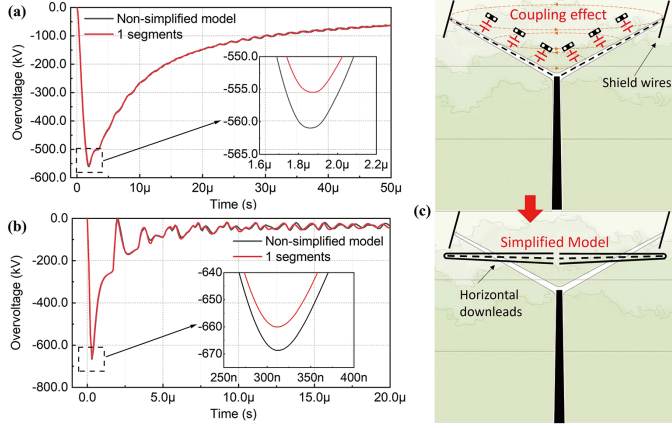 (a)
0.0
-100.0
-200.0
-300.0
-400.0
-500.0
-600.0
Overvoltage (kV)
Non-simplified model
1 segments
-550
-555
-560
-565
1.6μ
1.8μ
2.0μ
2.2μ
0
10μ
20μ
30μ
40μ
50μ
Time (s)
(b)
0.0
-200.0
-400.0
-600.0
-800.0
Overvoltage (kV)
Non-simplified model
1 segments
-640
-650
-660
-670
250n
300n
350n
400n
0.0
5.0μ
10.0μ
15.0μ
20.0μ
Time (s)
(c)
Coupling effect
Shield wires
Simplified Model
Horizontal
downleads